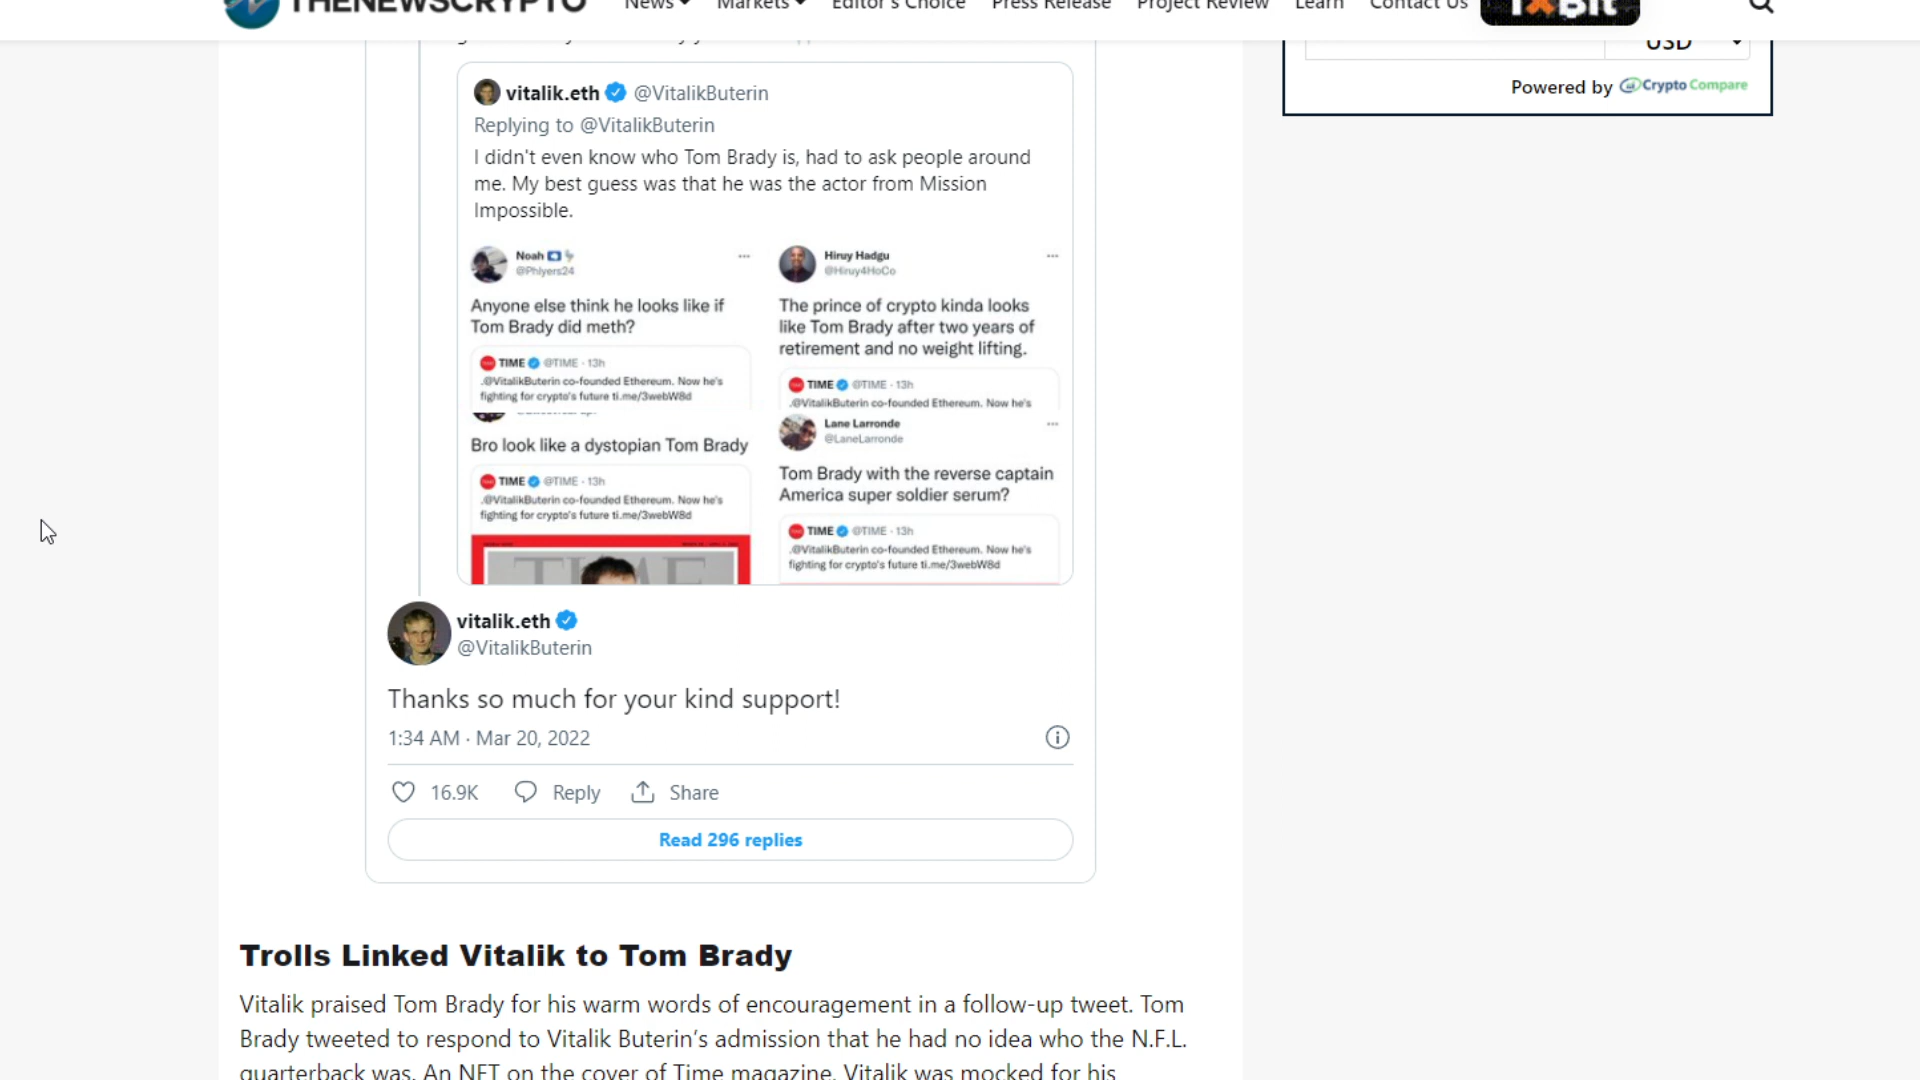 THENEWSCRYPTO
News
Markets
Editor's Choice
Press Release
Project Review
Learn
Contact Us
1XBit
USD
Powered by CryptoCompare
vitalik.eth @VitalikButerin
Replying to @VitalikButerin
I didn't even know who Tom Brady is, had to ask people around
me. My best guess was that he was the actor from Mission
Impossible.
Noah
@Phlyers24
Anyone else think he looks like if
Tom Brady did meth?
TIME @TIME · 13h
.@VitalikButerin co-founded Ethereum. Now he's
fighting for crypto's future ti.me/3webW8d
Hiruy Hadgu
@Hiruy4HoCo
The prince of crypto kinda looks
like Tom Brady after two years of
retirement and no weight lifting.
TIME @TIME · 13h
.@VitalikButerin co-founded Ethereum. Now he's
Bro look like a dystopian Tom Brady
TIME @TIME · 13h
.@VitalikButerin co-founded Ethereum. Now he's
fighting for crypto's future ti.me/3webW8d
TIME
Lane Larronde
@LaneLarronde
Tom Brady with the reverse captain
America super soldier serum?
TIME @TIME · 13h
.@VitalikButerin co-founded Ethereum. Now he's
fighting for crypto's future ti.me/3webW8d
vitalik.eth
@VitalikButerin
Thanks so much for your kind support!
1:34 AM · Mar 20, 2022
16.9K Reply Share
Read 296 replies
Trolls Linked Vitalik to Tom Brady
Vitalik praised Tom Brady for his warm words of encouragement in a follow-up tweet. Tom
Brady tweeted to respond to Vitalik Buterin's admission that he had no idea who the N.F.L.
quarterback was. An NFT on the cover of Time magazine, Vitalik was mocked for his